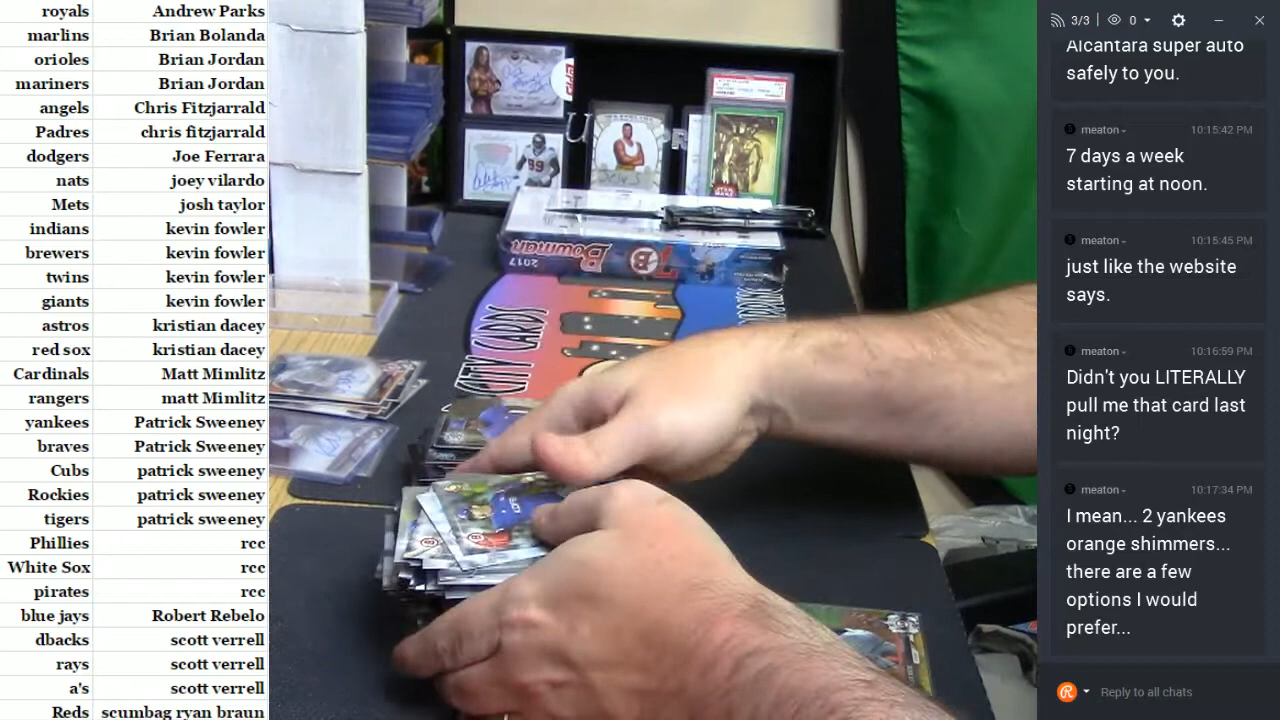 royals Andrew Parks
marlins Brian Bolanda
orioles Brian Jordan
mariners Brian Jordan
angels Chris Fitzjarrald
Padres chris fitzjarrald
dodgers Joe Ferrara
nats joey vilardo
Mets josh taylor
indians kevin fowler
brewers kevin fowler
twins kevin fowler
giants kevin fowler
astros kristian dacey
red sox kristian dacey
Cardinals Matt Mimlitz
rangers matt Mimlitz
yankees Patrick Sweeney
braves Patrick Sweeney
Cubs patrick sweeney
Rockies patrick sweeney
tigers patrick sweeney
Phillies rcc
White Sox rcc
pirates rcc
blue jays Robert Rebelo
dbacks scott verrell
rays scott verrell
a's scott verrell
Reds scumbag ryan braun
99
U
R
STAR WARS
2017 Bowman
CITY CARDS
3/3 0
Alcantara super auto
safely to you.
meaton 10:15:42 PM
7 days a week
starting at noon.
meaton 10:15:45 PM
just like the website
says.
meaton 10:16:59 PM
Didn't you LITERALLY
pull me that card last
night?
meaton 10:17:34 PM
I mean... 2 yankees
orange shimmers...
there are a few
options I would
prefer...
Reply to all chats